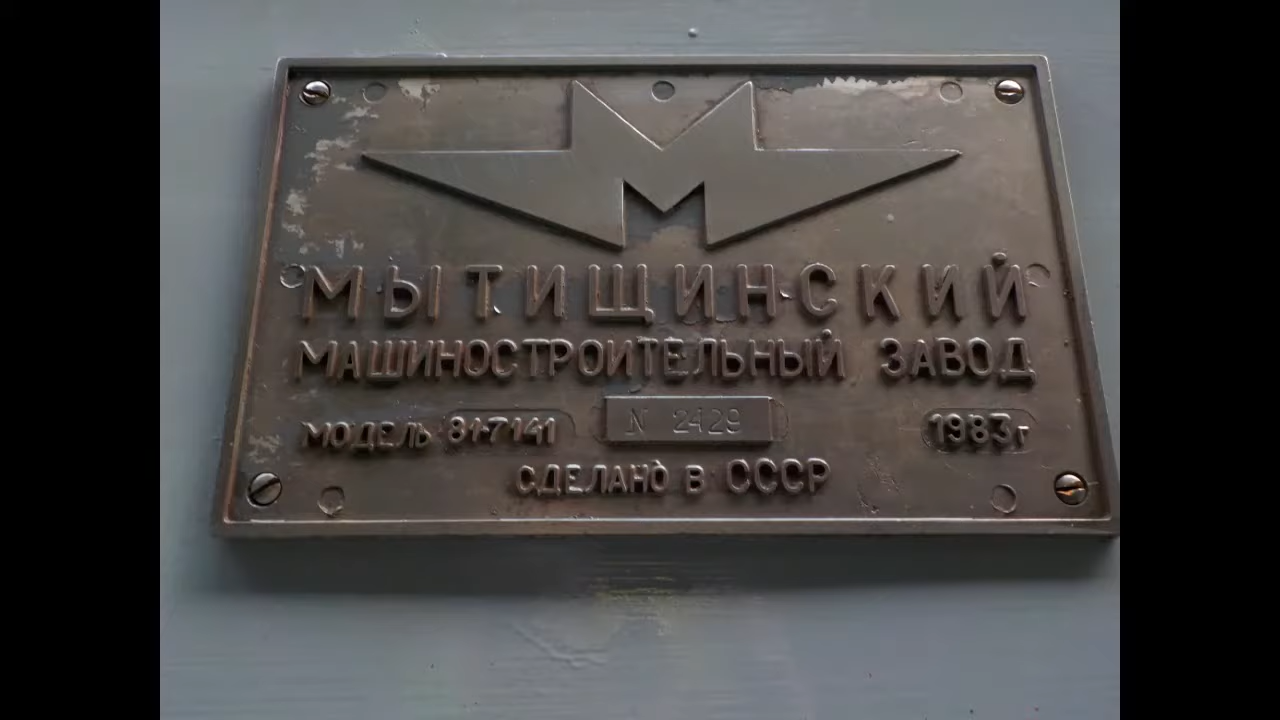 МЫТИЩИНСКИЙ
МАШИНОСТРОИТЕЛЬНЫЙ ЗАВОД
МОДЕЛЬ 81-7141 N 2429 1983г
СДЕЛАНО В СССР